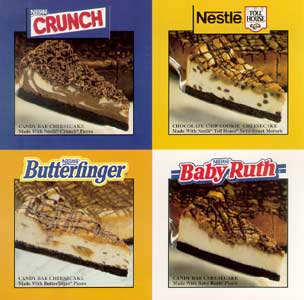 Nestlé
CRUNCH
CANDY BAR CHEESECAKE
Made With Nestlé Crunch Pieces
Nestlé
TOLL HOUSE
CHOCOLATE CHIP COOKIE CHEESECAKE
Made With Nestlé Toll House Semi-Sweet Morsels
Nestlé
Butterfinger
CANDY BAR CHEESECAKE
Made With Butterfinger Pieces
Nestlé
Baby Ruth
CANDY BAR CHEESECAKE
Made With Baby Ruth Pieces